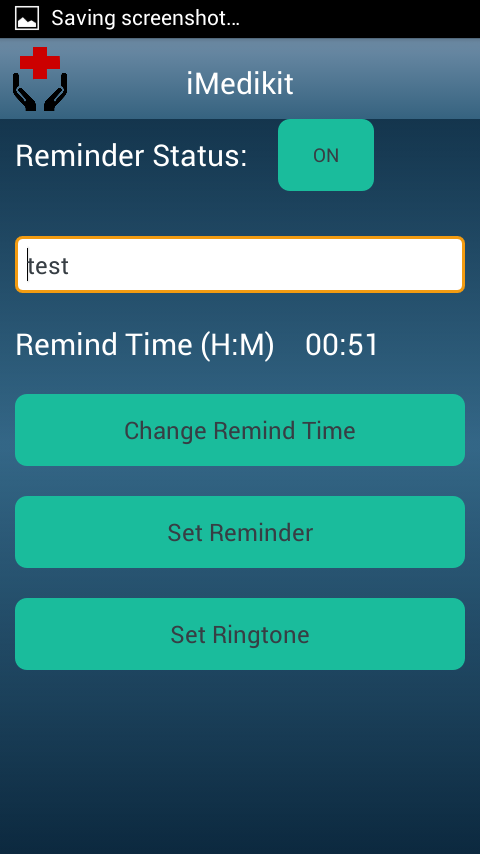 Saving screenshot...
iMedikit
Reminder Status: ON
test
Remind Time (H:M) 00:51
Change Remind Time
Set Reminder
Set Ringtone